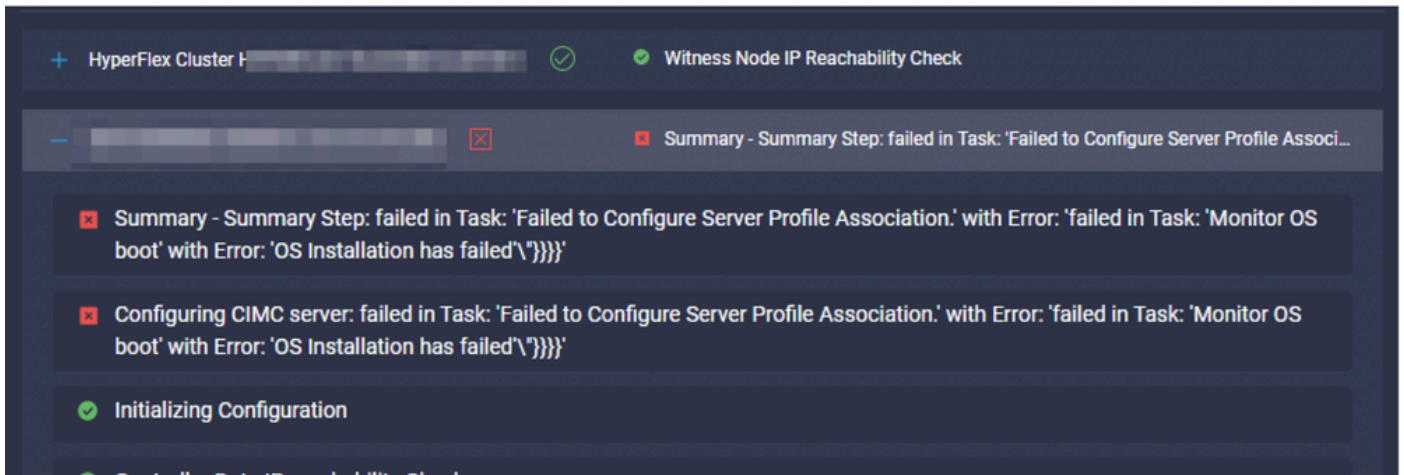 HyperFlex Cluster H
Witness Node IP Reachability Check
Summary - Summary Step: failed in Task: 'Failed to Configure Server Profile Associ...
Summary - Summary Step: failed in Task: 'Failed to Configure Server Profile Association.' with Error: 'failed in Task: 'Monitor OS
boot' with Error: 'OS Installation has failed'\"}}}}'
Configuring CIMC server: failed in Task: 'Failed to Configure Server Profile Association.' with Error: 'failed in Task: 'Monitor OS
boot' with Error: 'OS Installation has failed'\"}}}}'
Initializing Configuration